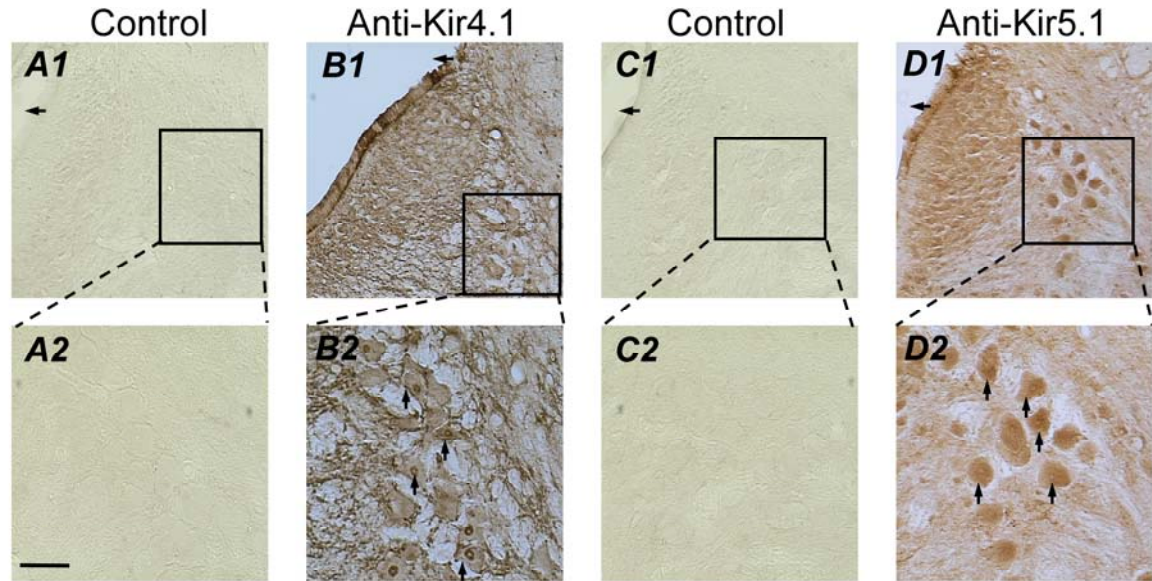 Control Anti-Kir4.1 Control Anti-Kir5.1
A1 B1 C1 D1
A2 B2 C2 D2